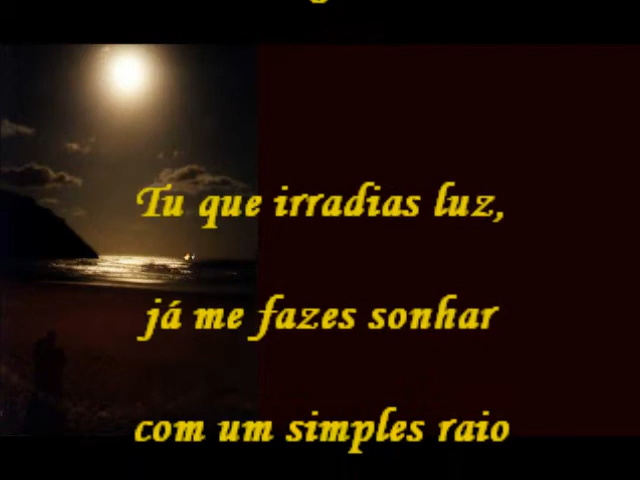 Tu que irradias luz,
já me fazes sonhar
com um simples raio